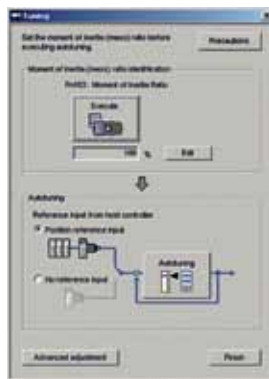 Tuning
Set the moment of inertia (mass) ratio before
executing autotuning.
Precautions
Moment of inertia (mass) ratio identification
Pn103 : Moment of Inertia Ratio
Execute
100 %
Edit
Autotuning
Reference input from host controller
Position reference input
No reference input
Autotuning
Advanced adjustment
Finish